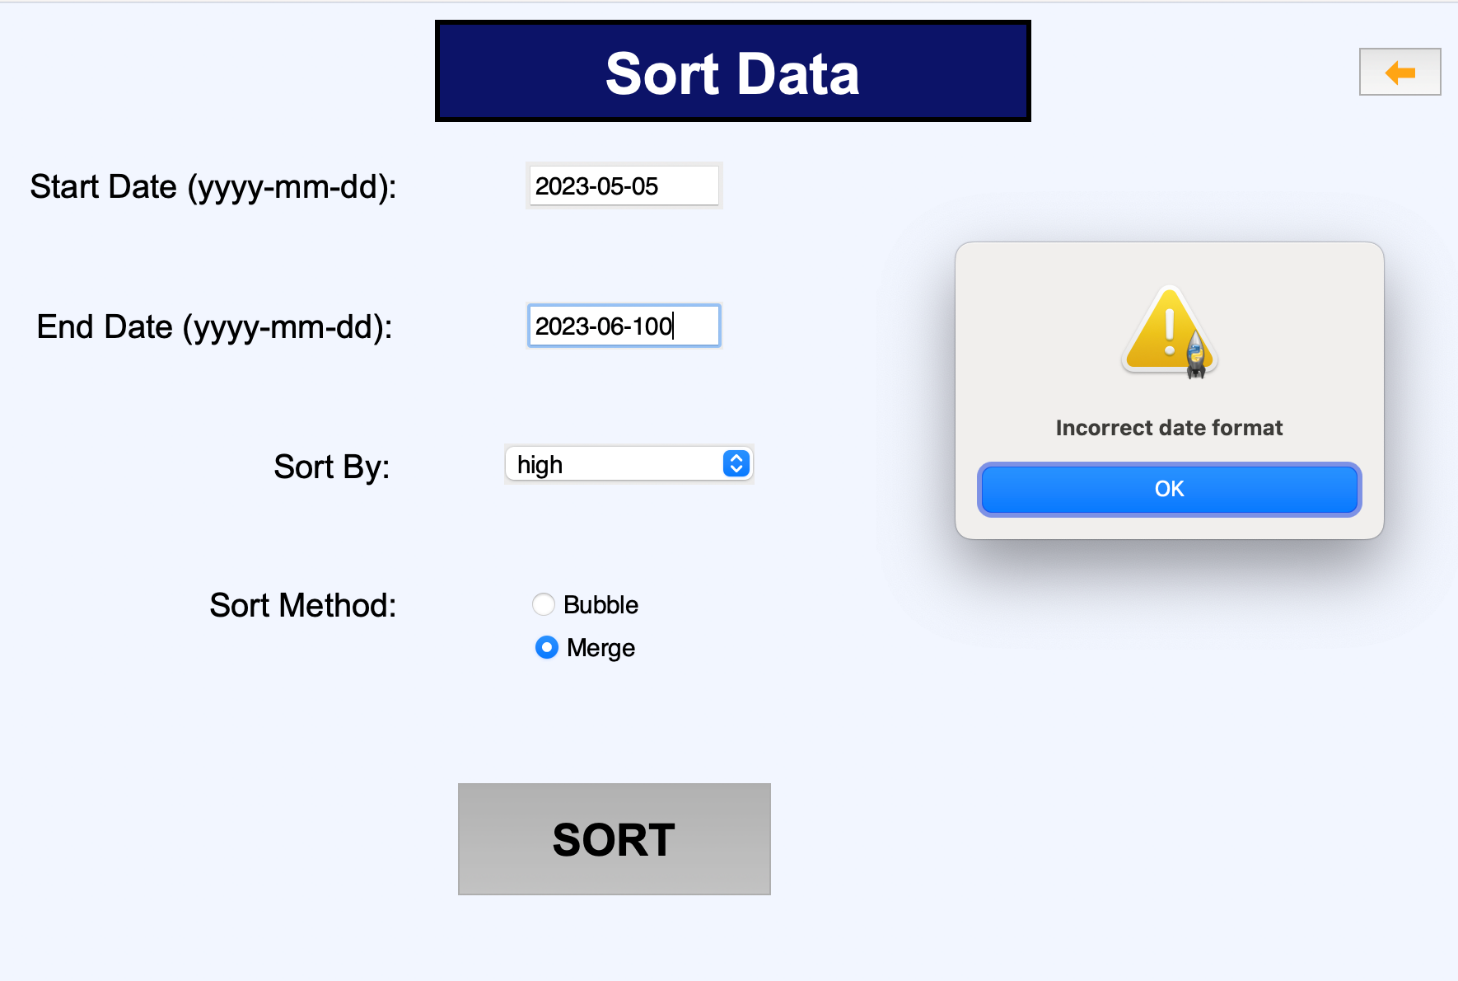 Sort Data
Start Date (yyyy-mm-dd):
2023-05-05
End Date (yyyy-mm-dd):
2023-06-100
Incorrect date format
OK
Sort By:
high
Sort Method:
Bubble
Merge
SORT